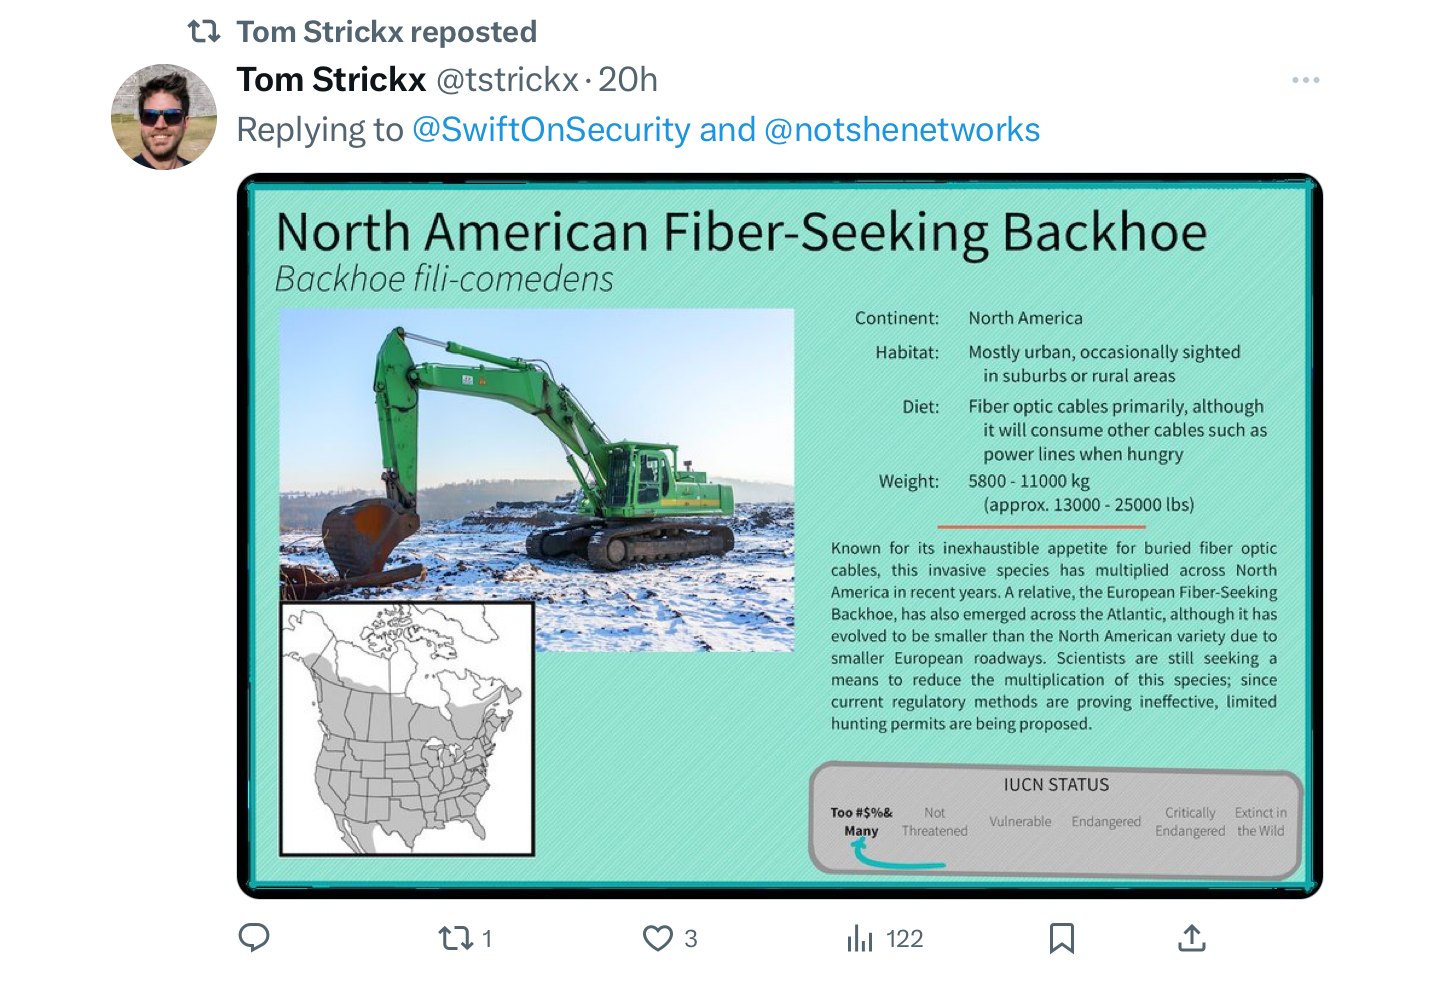 Tom Strickx reposted
Tom Strickx @tstrickx · 20h
Replying to @SwiftOnSecurity and @notshenetworks
North American Fiber-Seeking Backhoe
Backhoe fili-comedens
Continent: North America
Habitat: Mostly urban, occasionally sighted
in suburbs or rural areas
Diet: Fiber optic cables primarily, although
it will consume other cables such as
power lines when hungry
Weight: 5800 - 11000 kg
(approx. 13000 - 25000 lbs)
Known for its inexhaustible appetite for buried fiber optic
cables, this invasive species has multiplied across North
America in recent years. A relative, the European Fiber-Seeking
Backhoe, has also emerged across the Atlantic, although it has
evolved to be smaller than the North American variety due to
smaller European roadways. Scientists are still seeking a
means to reduce the multiplication of this species; since
current regulatory methods are proving ineffective, limited
hunting permits are being proposed.
IUCN STATUS
Too #$%& Many
Not Threatened
Vulnerable
Endangered
Critically Endangered
Extinct in the Wild
1 3 122